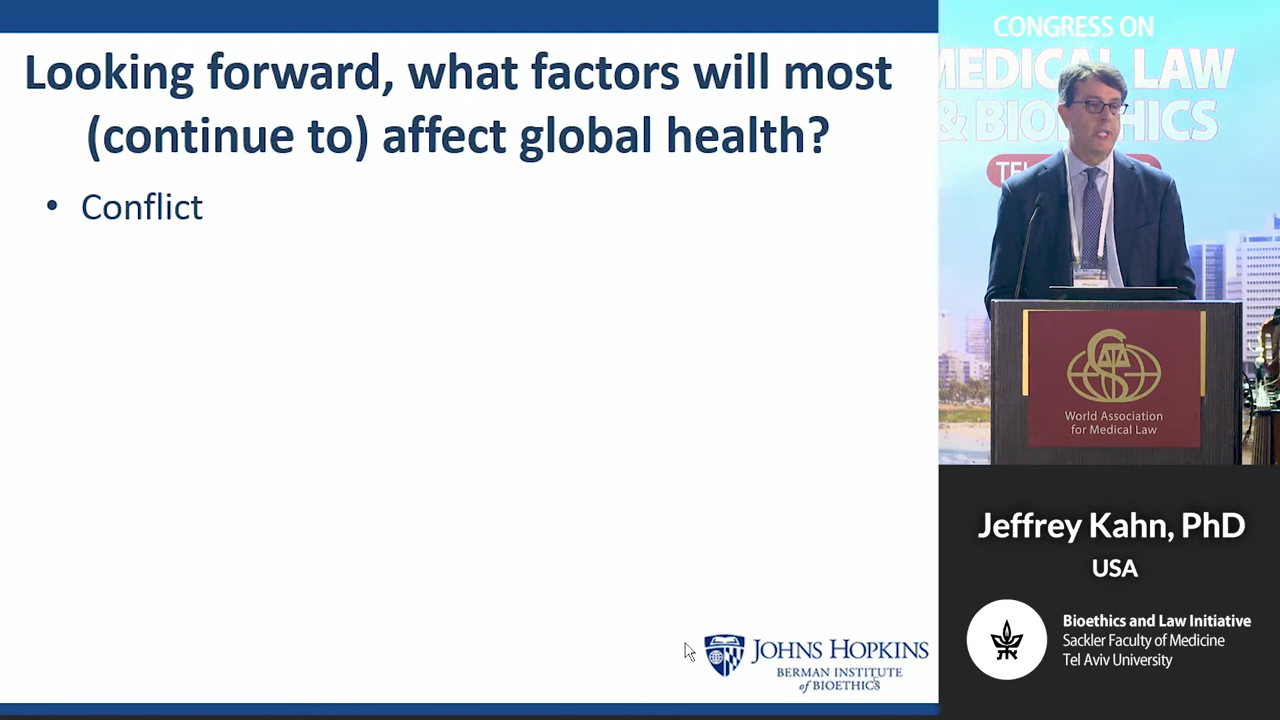 Looking forward, what factors will most
(continue to) affect global health?
• Conflict
JOHNS HOPKINS
BERMAN INSTITUTE
of BIOETHICS
CONGRESS ON
MEDICAL LAW
& BIOETHICS
TEL
World Association
for Medical Law
Jeffrey Kahn, PhD
USA
Bioethics and Law Initiative
Sackler Faculty of Medicine
Tel Aviv University